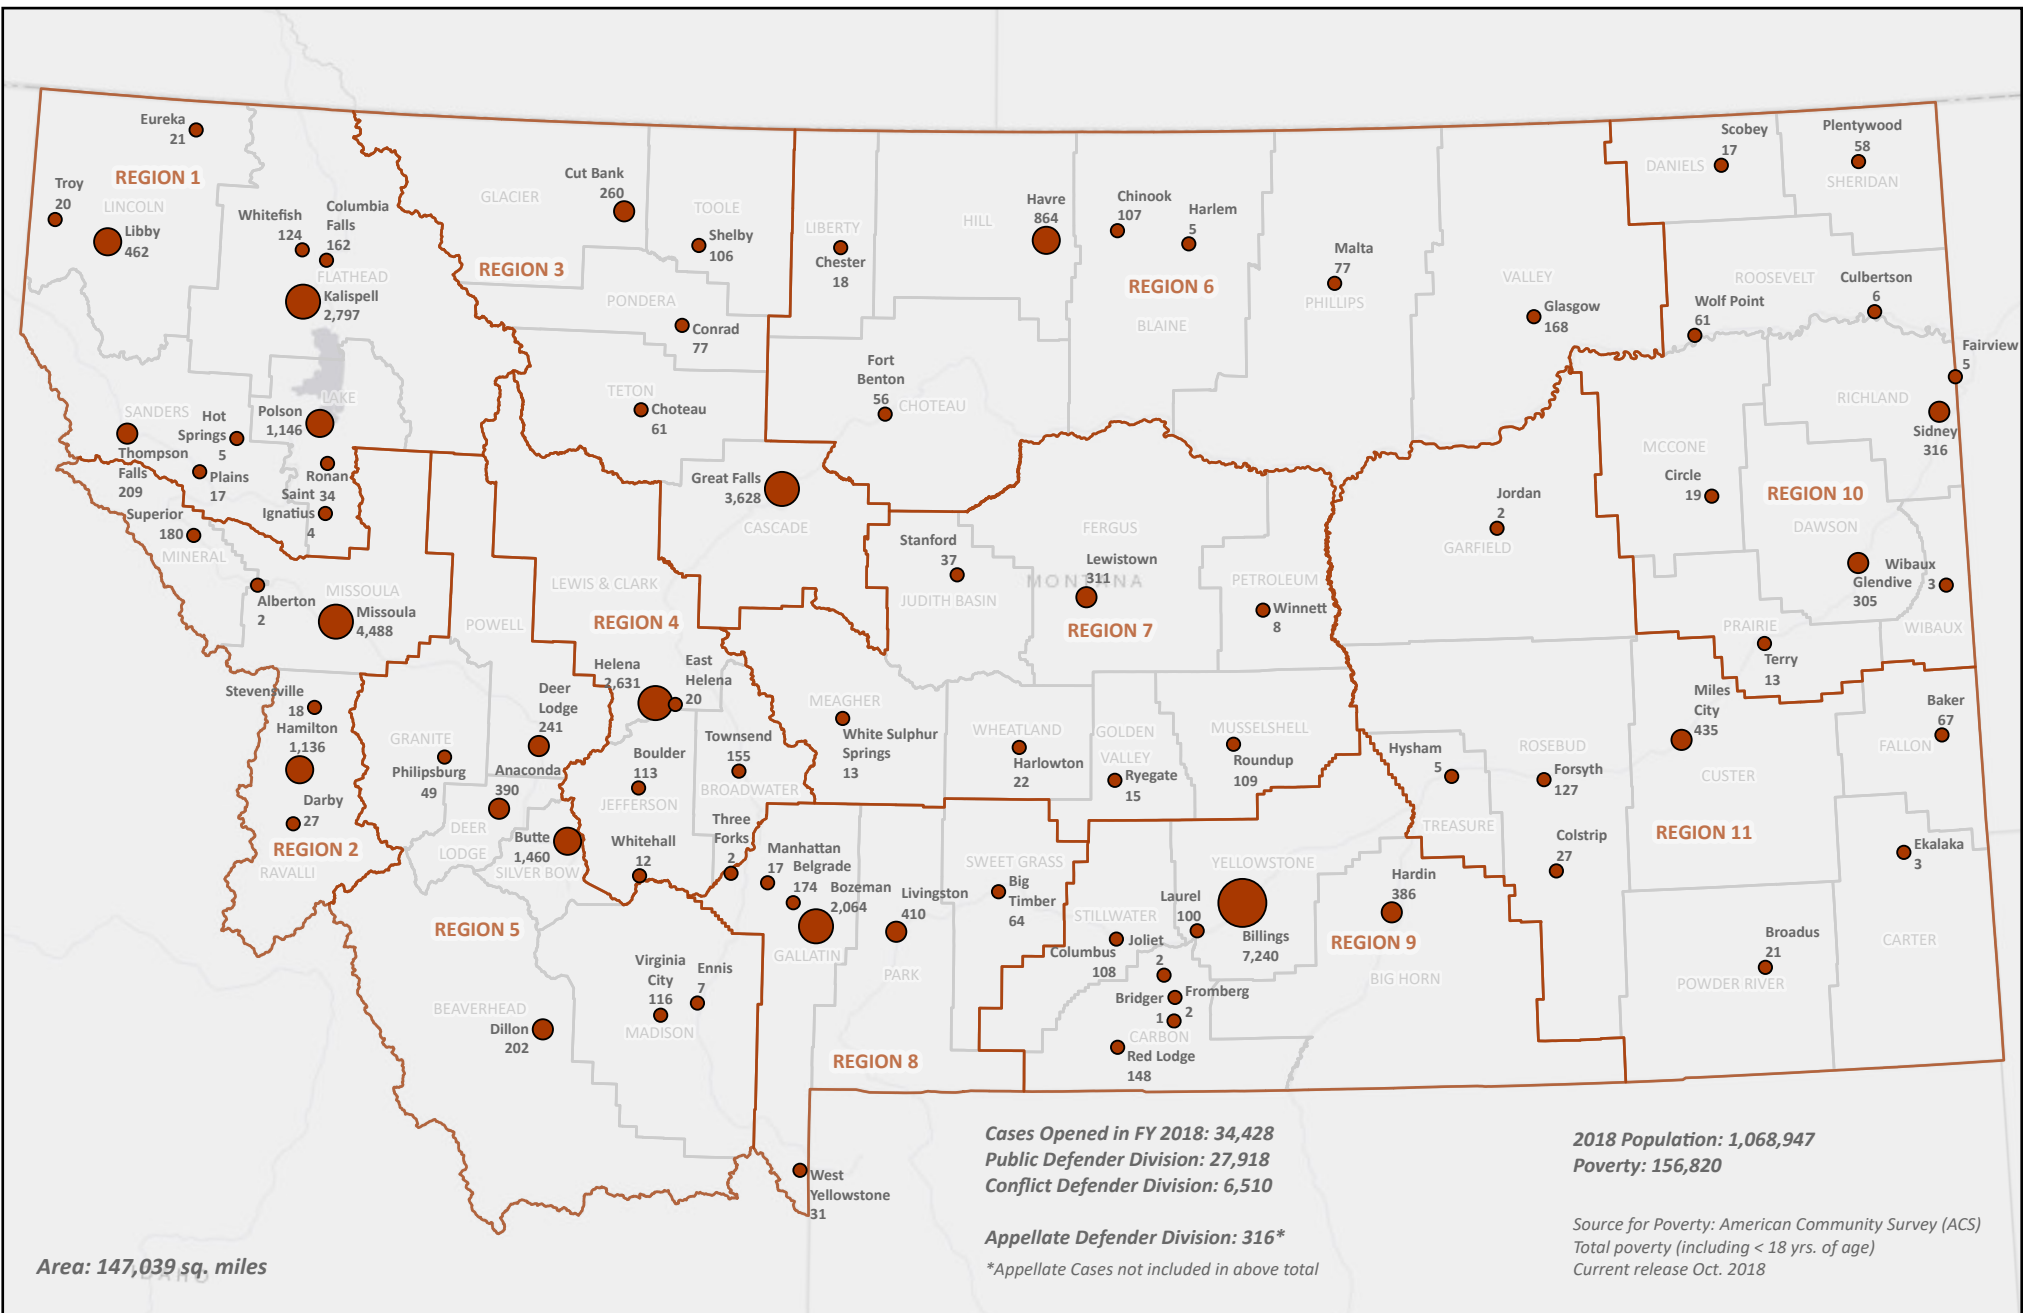 Eureka
21
REGION 1
Troy
20
LINCOLN
Libby
462
Whitefish
124
Columbia
Falls
162
FLATHEAD
Kalispell
2,797
SANDERS
Hot
Springs
5
Polson
1,146
LAKE
Thompson
Falls
209
Plains
17
Ronan
34
Saint
Ignatius
4
Superior
180
MINERAL
Alberton
2
MISSOULA
Missoula
4,488
Stevensville
18
Hamilton
1,136
Darby
27
REGION 2
RAVALLI
GLACIER
Cut Bank
260
TOOLE
Shelby
106
REGION 3
PONDERA
Conrad
77
TETON
Choteau
61
Great Falls
3,628
CASCADE
LEWIS & CLARK
REGION 4
POWELL
Helena
2,631
East
Helena
20
Deer
Lodge
241
GRANITE
Philipsburg
49
Anaconda
390
DEER
LODGE
Butte
1,460
SILVER BOW
Boulder
113
JEFFERSON
Townsend
155
BROADWATER
Whitehall
12
Three
Forks
2
REGION 5
BEAVERHEAD
Dillon
202
Virginia
City
116
MADISON
Ennis
7
LIBERTY
Chester
18
HILL
Havre
864
Chinook
107
Harlem
5
REGION 6
BLAINE
Malta
77
PHILLIPS
VALLEY
Glasgow
168
Fort
Benton
56
CHOTEAU
FERGUS
Stanford
37
JUDITH BASIN
Lewistown
311
MONTANA
REGION 7
PETROLEUM
Winnett
8
MEAGHER
White Sulphur
Springs
13
WHEATLAND
Harlowton
22
GOLDEN
VALLEY
Ryegate
15
MUSSELSHELL
Roundup
109
Manhattan
17
Belgrade
174
Bozeman
2,064
GALLATIN
Livingston
410
PARK
SWEET GRASS
Big
Timber
64
REGION 8
West
Yellowstone
31
STILLWATER
Columbus
108
Joliet
2
Laurel
100
YELLOWSTONE
Billings
7,240
Bridger
1
Fromberg
2
CARBON
Red Lodge
148
Hardin
386
REGION 9
BIG HORN
DANIELS
Scobey
17
Plentywood
58
SHERIDAN
ROOSEVELT
Wolf Point
61
Culbertson
6
Fairview
5
RICHLAND
Sidney
316
MCCONE
Circle
19
REGION 10
DAWSON
Glendive
305
Wibaux
3
WIBAUX
PRAIRIE
Terry
13
Jordan
2
GARFIELD
Miles
City
435
CUSTER
Baker
67
FALLON
Hysham
5
TREASURE
ROSEBUD
Forsyth
127
Colstrip
27
REGION 11
Ekalaka
3
CARTER
Broadus
21
POWDER RIVER
Cases Opened in FY 2018: 34,428
Public Defender Division: 27,918
Conflict Defender Division: 6,510
Appellate Defender Division: 316*
*Appellate Cases not included in above total
2018 Population: 1,068,947
Poverty: 156,820
Source for Poverty: American Community Survey (ACS)
Total poverty (including < 18 yrs. of age)
Current release Oct. 2018
Area: 147,039 sq. miles
IDAHO